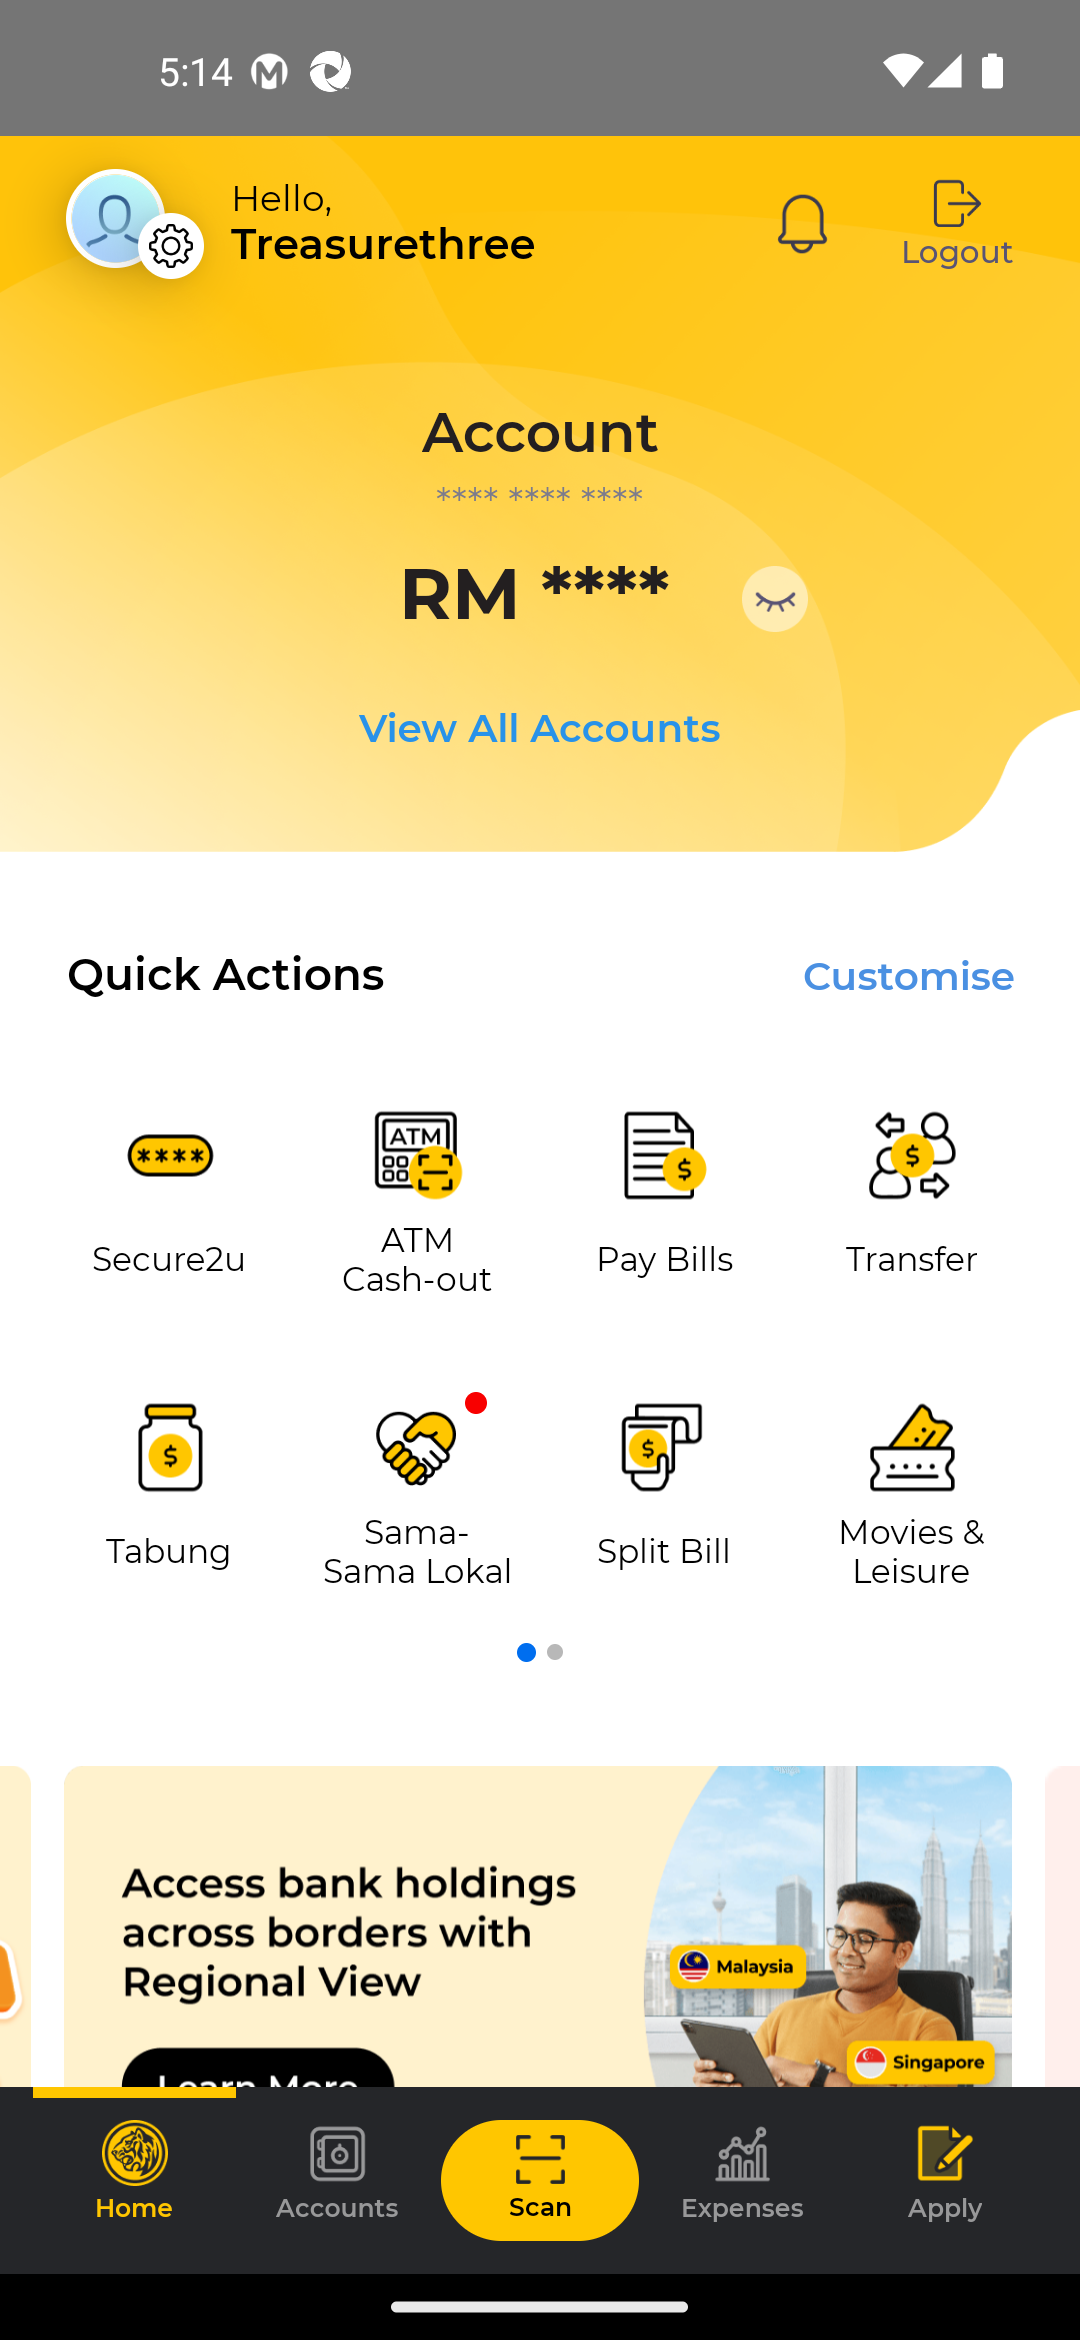 5:14
Hello,
Treasurethree
Logout
Account
**** **** ****
RM ****
View All Accounts
Quick Actions
Customise
****
ATM
$
$
Secure2u
ATM
Cash-out
Pay Bills
Transfer
$
$
Tabung
Sama-
Sama Lokal
Split Bill
Movies &
Leisure
Access bank holdings
across borders with
Regional View
Malaysia
Singapore
Learn More
Home
Accounts
Scan
Expenses
Apply